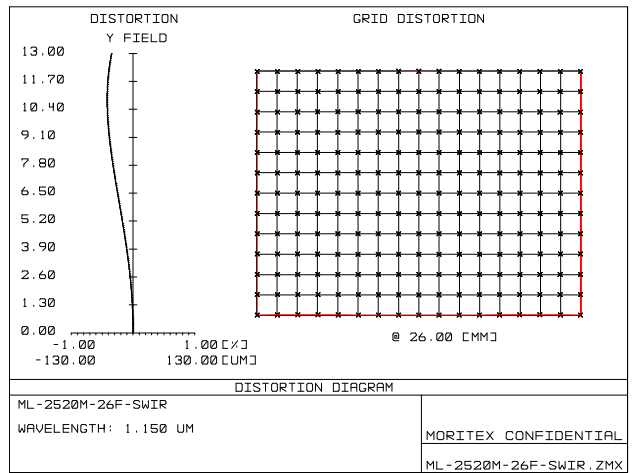 DISTORTION
Y FIELD
GRID DISTORTION
13.00
11.70
10.40
9.10
7.80
6.50
5.20
3.90
2.60
1.30
0.00
-1.00 1.00 [%]
-130.00 130.00 [UM]
@ 26.00 [MM]
DISTORTION DIAGRAM
ML-2520M-26F-SWIR
WAVELENGTH: 1.150 UM
MORITEX CONFIDENTIAL
ML-2520M-26F-SWIR.ZMX